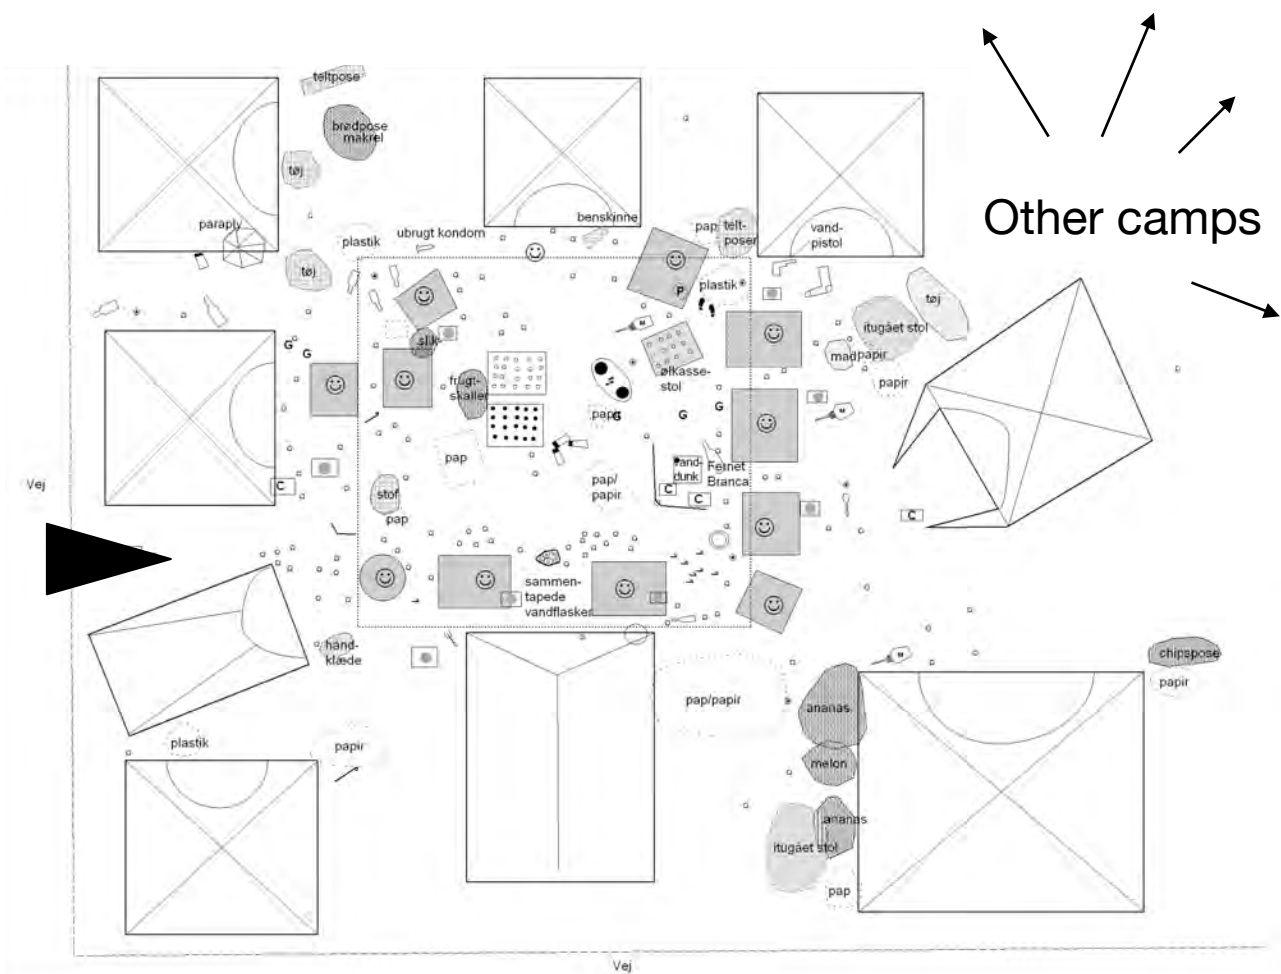 teltpose
brødpose
makrel
tøj
Other camps
paraply
plastik
ubrugt kondom
benskinne
pap
telt-
poser
vand-
pistol
tøj
plastik
P
tøj
itugået stol
M
slik
G
G
madpapir
papir
ølkasse-
stol
frugt-
skaller
papir
G
G
G
M
pap
Vej
C
stof
pap/
papir
vand-
dunk
Fernet
Branca
C
C
C
pap
sammen-
tapede
vandflasker
hånd-
klæde
M
chipspose
papir
pap/papir
ananas
plastik
papir
melon
ananas
itugået stol
pap
Vej